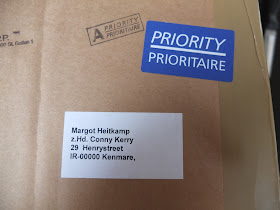 P.P.
A PRIORITY
PRIORITAIRE
PRIORITY
PRIORITAIRE
Margot Heitkamp
z.Hd. Conny Kerry
29 Henrystreet
IR-00000 Kenmare,